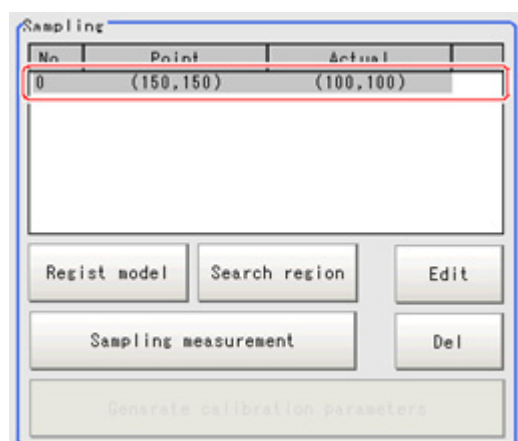 Sampling
No. Point Actual
0 (150,150) (100,100)
Regist model Search region Edit
Sampling measurement Del
Generate calibration parameters